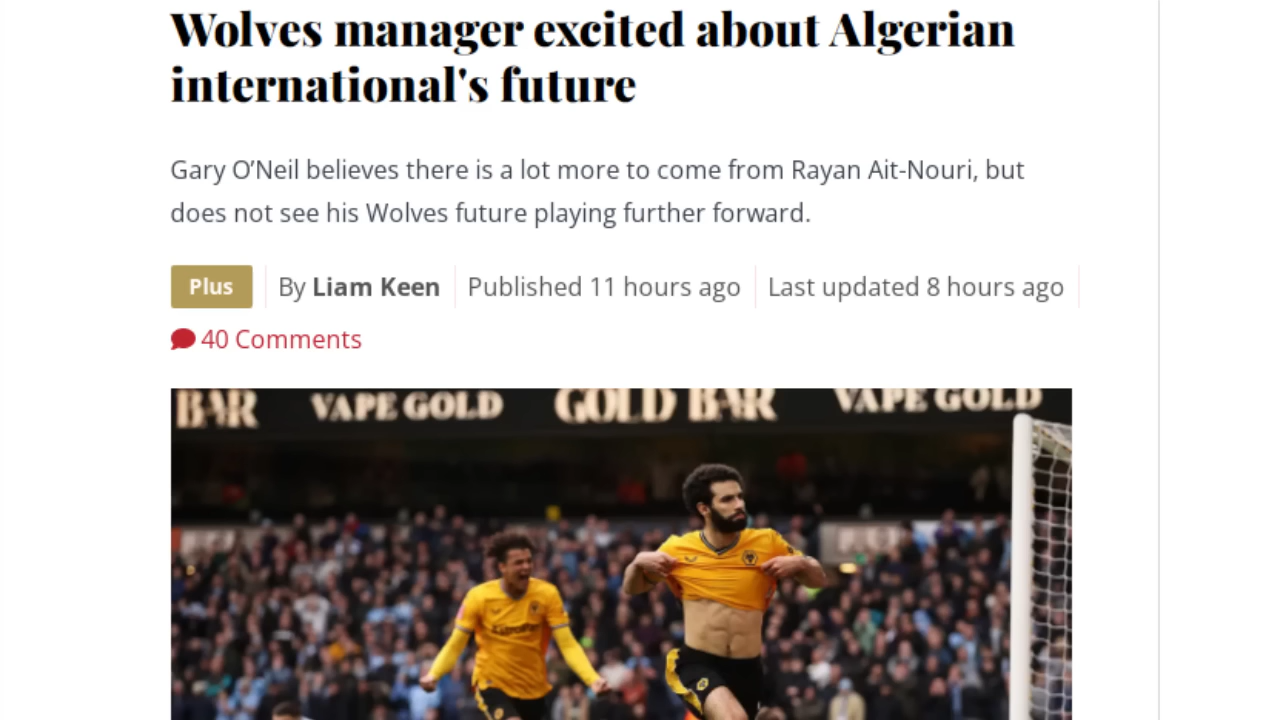 Wolves manager excited about Algerian
international's future
Gary O’Neil believes there is a lot more to come from Rayan Ait-Nouri, but
does not see his Wolves future playing further forward.
Plus By Liam Keen Published 11 hours ago Last updated 8 hours ago
40 Comments
BAR VAPE GOLD GOLD BAR VAPE GOLD